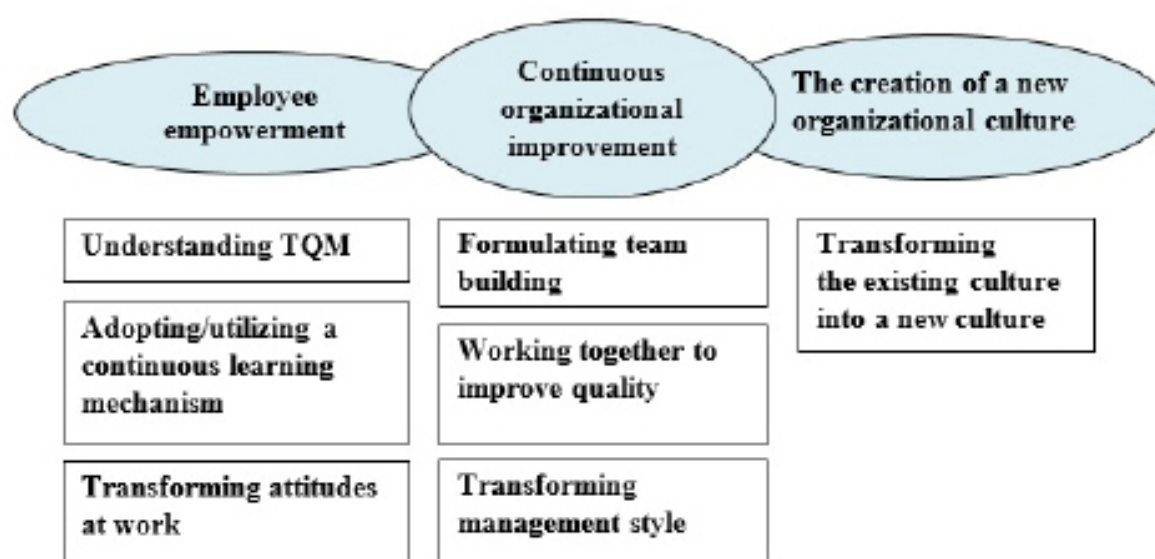 Employee
empowerment
Continuous
organizational
improvement
The creation of a new
organizational culture
Understanding TQM
Adopting/utilizing a
continuous learning
mechanism
Transforming attitudes
at work
Formulating team
building
Working together to
improve quality
Transforming
management style
Transforming
the existing culture
into a new culture